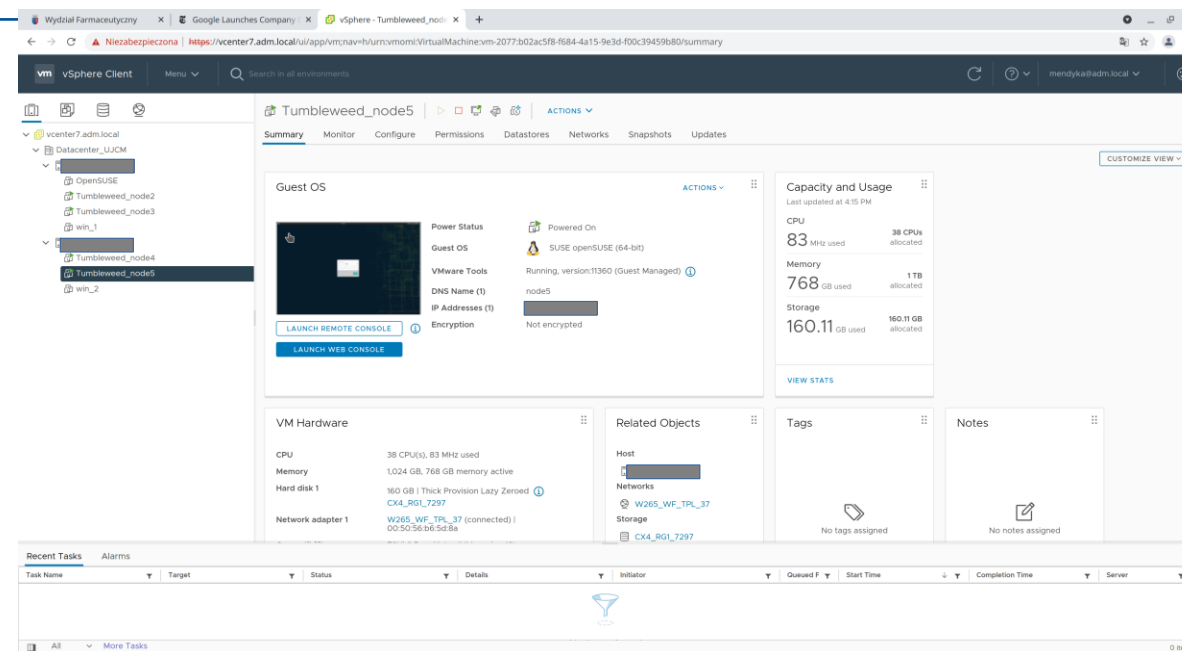 Wydział Farmaceutyczny
Google Launches Company
vSphere - Tumbleweed_node
Niezabezpieczona | https://vcenter7.adm.local/ui/app/vm;nav=h/urn:vmomi:VirtualMachine:vm-2077:b02ac5f8-f684-4a15-9e3d-f00c39459b80/summary
vm vSphere Client Menu Search in all environments mendyka@adm.local
Tumbleweed_node5 ACTIONS
vcenter7.adm.local
Datacenter_UJCM
OpenSUSE
Tumbleweed_node2
Tumbleweed_node3
win_1
Tumbleweed_node4
Tumbleweed_node5
win_2
Summary Monitor Configure Permissions Datastores Networks Snapshots Updates
CUSTOMIZE VIEW
Guest OS ACTIONS
Power Status Powered On
Guest OS SUSE openSUSE (64-bit)
VMware Tools Running, version:11360 (Guest Managed)
DNS Name (1) node5
IP Addresses (1)
Encryption Not encrypted
LAUNCH REMOTE CONSOLE
LAUNCH WEB CONSOLE
Capacity and Usage
Last updated at 4:15 PM
CPU
83 MHz used 38 CPUs allocated
Memory
768 GB used 1 TB allocated
Storage
160.11 GB used 160.11 GB allocated
VIEW STATS
VM Hardware
CPU 38 CPU(s), 83 MHz used
Memory 1,024 GB, 768 GB memory active
Hard disk 1 160 GB | Thick Provision Lazy Zeroed
CX4_RG1_7297
Network adapter 1 W265_WF_TPL_37 (connected) |
00:50:56:b6:5d:8a
Related Objects
Host
Networks
W265_WF_TPL_37
Storage
CX4_RG1_7297
Tags
No tags assigned
Notes
No notes assigned
Recent Tasks Alarms
Task Name Target Status Details Initiator Queued F Start Time Completion Time Server
All More Tasks